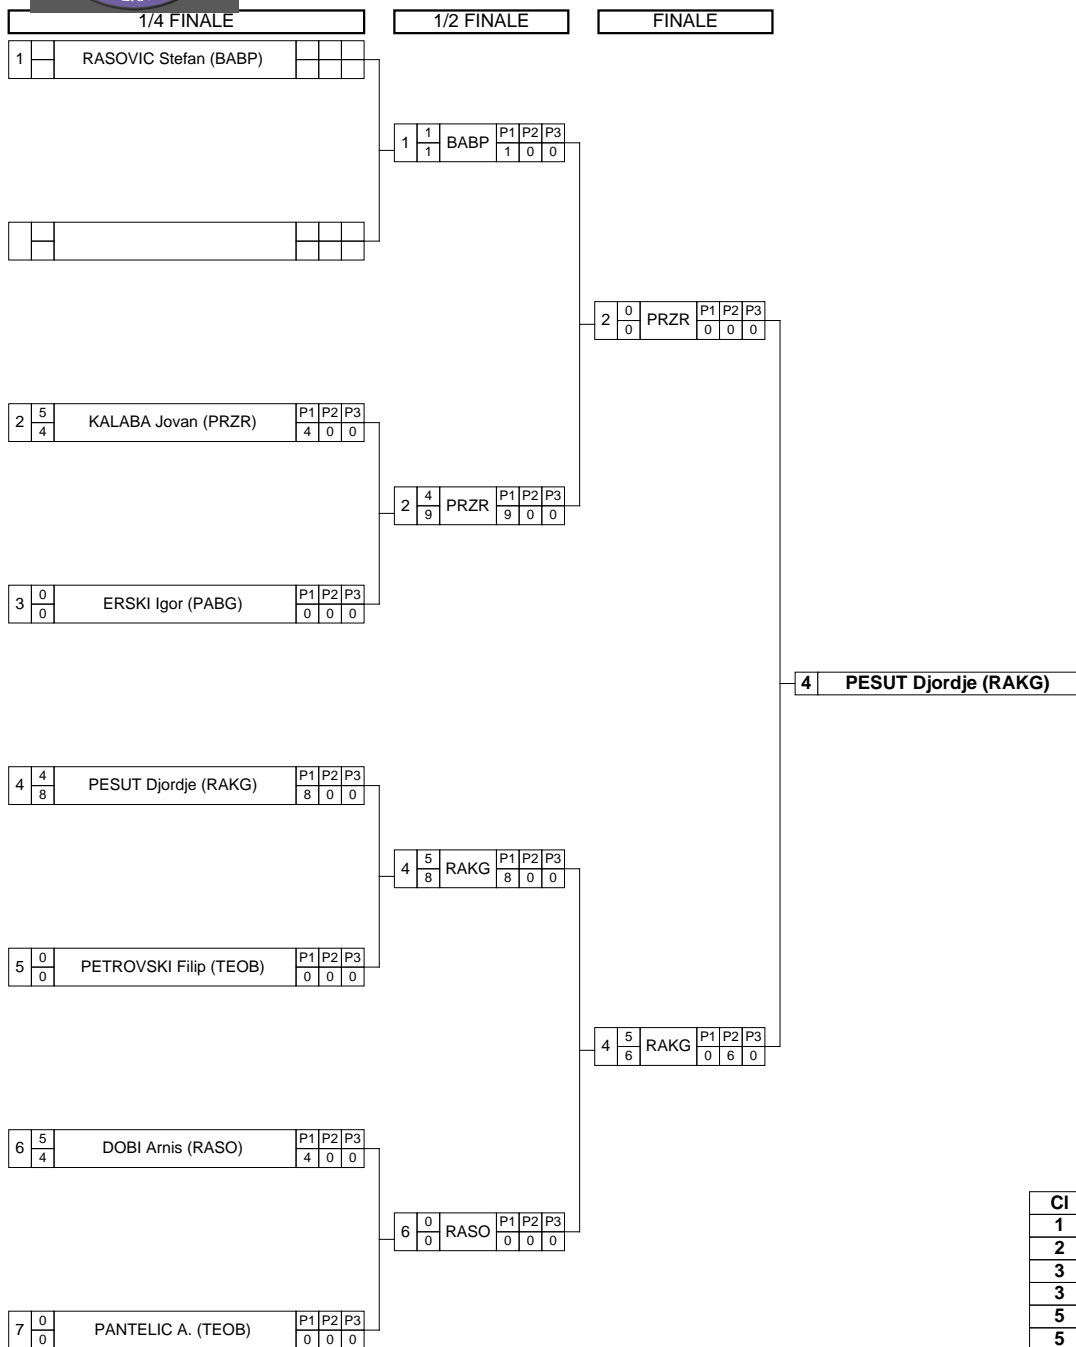 1/4 FINALE 1/2 FINALE FINALE
1 RASOVIC Stefan (BABP)
1 1 BABP P1 P2 P3
1 1 0 0
2 0 PRZR P1 P2 P3
0 0 0 0
2 5 KALABA Jovan (PRZR) P1 P2 P3
4 4 0 0
2 4 PRZR P1 P2 P3
9 9 0 0
3 0 ERSKI Igor (PABG) P1 P2 P3
0 0 0 0
4 PESUT Djordje (RAKG)
4 4 PESUT Djordje (RAKG) P1 P2 P3
8 8 0 0
4 5 RAKG P1 P2 P3
8 8 0 0
5 0 PETROVSKI Filip (TEOB) P1 P2 P3
0 0 0 0
4 5 RAKG P1 P2 P3
6 0 6 0
6 5 DOBI Arnis (RASO) P1 P2 P3
4 4 0 0
6 0 RASO P1 P2 P3
0 0 0 0
7 0 PANTELIC A. (TEOB) P1 P2 P3
0 0 0 0
Cl
1
2
3
3
5
5